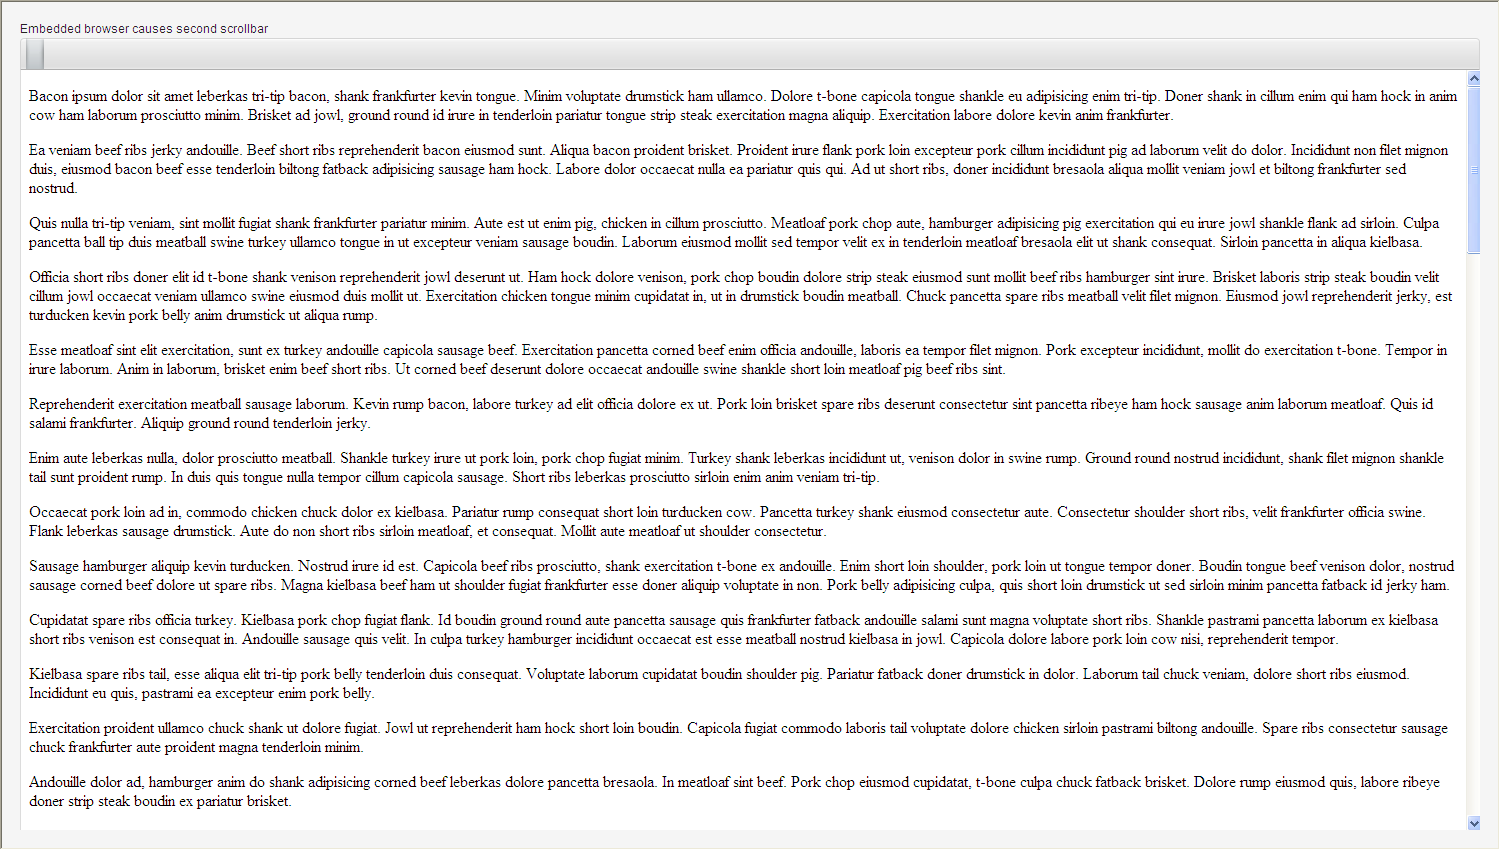 Embedded browser causes second scrollbar
Bacon ipsum dolor sit amet leberkas tri-tip bacon, shank frankfurter kevin tongue. Minim voluptate drumstick ham ullamco. Dolore t-bone capicola tongue shankle eu adipisicing enim tri-tip. Doner shank in cillum enim qui ham hock in anim
cow ham laborum prosciutto minim. Brisket ad jowl, ground round id irure in tenderloin pariatur tongue strip steak exercitation magna aliquip. Exercitation labore dolore kevin anim frankfurter.
Ea veniam beef ribs jerky andouille. Beef short ribs reprehenderit bacon eiusmod sunt. Aliqua bacon proident brisket. Proident irure flank pork loin excepteur pork cillum incididunt pig ad laborum velit do dolor. Incididunt non filet mignon
duis, eiusmod bacon beef esse tenderloin biltong fatback adipisicing sausage ham hock. Labore dolor occaecat nulla ea pariatur quis qui. Ad ut short ribs, doner incididunt bresaola aliqua mollit veniam jowl et biltong frankfurter sed
nostrud.
Quis nulla tri-tip veniam, sint mollit fugiat shank frankfurter pariatur minim. Aute est ut enim pig, chicken in cillum prosciutto. Meatloaf pork chop aute, hamburger adipisicing pig exercitation qui eu irure jowl shankle flank ad sirloin. Culpa
pancetta ball tip duis meatball swine turkey ullamco tongue in ut excepteur veniam sausage boudin. Laborum eiusmod mollit sed tempor velit ex in tenderloin meatloaf bresaola elit ut shank consequat. Sirloin pancetta in aliqua kielbasa.
Officia short ribs doner elit id t-bone shank venison reprehenderit jowl deserunt ut. Ham hock dolore venison, pork chop boudin dolore strip steak eiusmod sunt mollit beef ribs hamburger sint irure. Brisket laboris strip steak boudin velit
cillum jowl occaecat veniam ullamco swine eiusmod duis mollit ut. Exercitation chicken tongue minim cupidatat in, ut in drumstick boudin meatball. Chuck pancetta spare ribs meatball velit filet mignon. Eiusmod jowl reprehenderit jerky, est
turducken kevin pork belly anim drumstick ut aliqua rump.
Esse meatloaf sint elit exercitation, sunt ex turkey andouille capicola sausage beef. Exercitation pancetta corned beef enim officia andouille, laboris ea tempor filet mignon. Pork excepteur incididunt, mollit do exercitation t-bone. Tempor in
irure laborum. Anim in laborum, brisket enim beef short ribs. Ut corned beef deserunt dolore occaecat andouille swine shankle short loin meatloaf pig beef ribs sint.
Reprehenderit exercitation meatball sausage laborum. Kevin rump bacon, labore turkey ad elit officia dolore ex ut. Pork loin brisket spare ribs deserunt consectetur sint pancetta ribeye ham hock sausage anim laborum meatloaf. Quis id
salami frankfurter. Aliquip ground round tenderloin jerky.
Enim aute leberkas nulla, dolor prosciutto meatball. Shankle turkey irure ut pork loin, pork chop fugiat minim. Turkey shank leberkas incididunt ut, venison dolor in swine rump. Ground round nostrud incididunt, shank filet mignon shankle
tail sunt proident rump. In duis quis tongue nulla tempor cillum capicola sausage. Short ribs leberkas prosciutto sirloin enim anim veniam tri-tip.
Occaecat pork loin ad in, commodo chicken chuck dolor ex kielbasa. Pariatur rump consequat short loin turducken cow. Pancetta turkey shank eiusmod consectetur aute. Consectetur shoulder short ribs, velit frankfurter officia swine.
Flank leberkas sausage drumstick. Aute do non short ribs sirloin meatloaf, et consequat. Mollit aute meatloaf ut shoulder consectetur.
Sausage hamburger aliquip kevin turducken. Nostrud irure id est. Capicola beef ribs prosciutto, shank exercitation t-bone ex andouille. Enim short loin shoulder, pork loin ut tongue tempor doner. Boudin tongue beef venison dolor, nostrud
sausage corned beef dolore ut spare ribs. Magna kielbasa beef ham ut shoulder fugiat frankfurter esse doner aliquip voluptate in non. Pork belly adipisicing culpa, quis short loin drumstick ut sed sirloin minim pancetta fatback id jerky ham.
Cupidatat spare ribs officia turkey. Kielbasa pork chop fugiat flank. Id boudin ground round aute pancetta sausage quis frankfurter fatback andouille salami sunt magna voluptate short ribs. Shankle pastrami pancetta laborum ex kielbasa
short ribs venison est consequat in. Andouille sausage quis velit. In culpa turkey hamburger incididunt occaecat est esse meatball nostrud kielbasa in jowl. Capicola dolore labore pork loin cow nisi, reprehenderit tempor.
Kielbasa spare ribs tail, esse aliqua elit tri-tip pork belly tenderloin duis consequat. Voluptate laborum cupidatat boudin shoulder pig. Pariatur fatback doner drumstick in dolor. Laborum tail chuck veniam, dolore short ribs eiusmod.
Incididunt eu quis, pastrami ea excepteur enim pork belly.
Exercitation proident ullamco chuck shank ut dolore fugiat. Jowl ut reprehenderit ham hock short loin boudin. Capicola fugiat commodo laboris tail voluptate dolore chicken sirloin pastrami biltong andouille. Spare ribs consectetur sausage
chuck frankfurter aute proident magna tenderloin minim.
Andouille dolor ad, hamburger anim do shank adipisicing corned beef leberkas dolore pancetta bresaola. In meatloaf sint beef. Pork chop eiusmod cupidatat, t-bone culpa chuck fatback brisket. Dolore rump eiusmod quis, labore ribeye
doner strip steak boudin ex pariatur brisket.